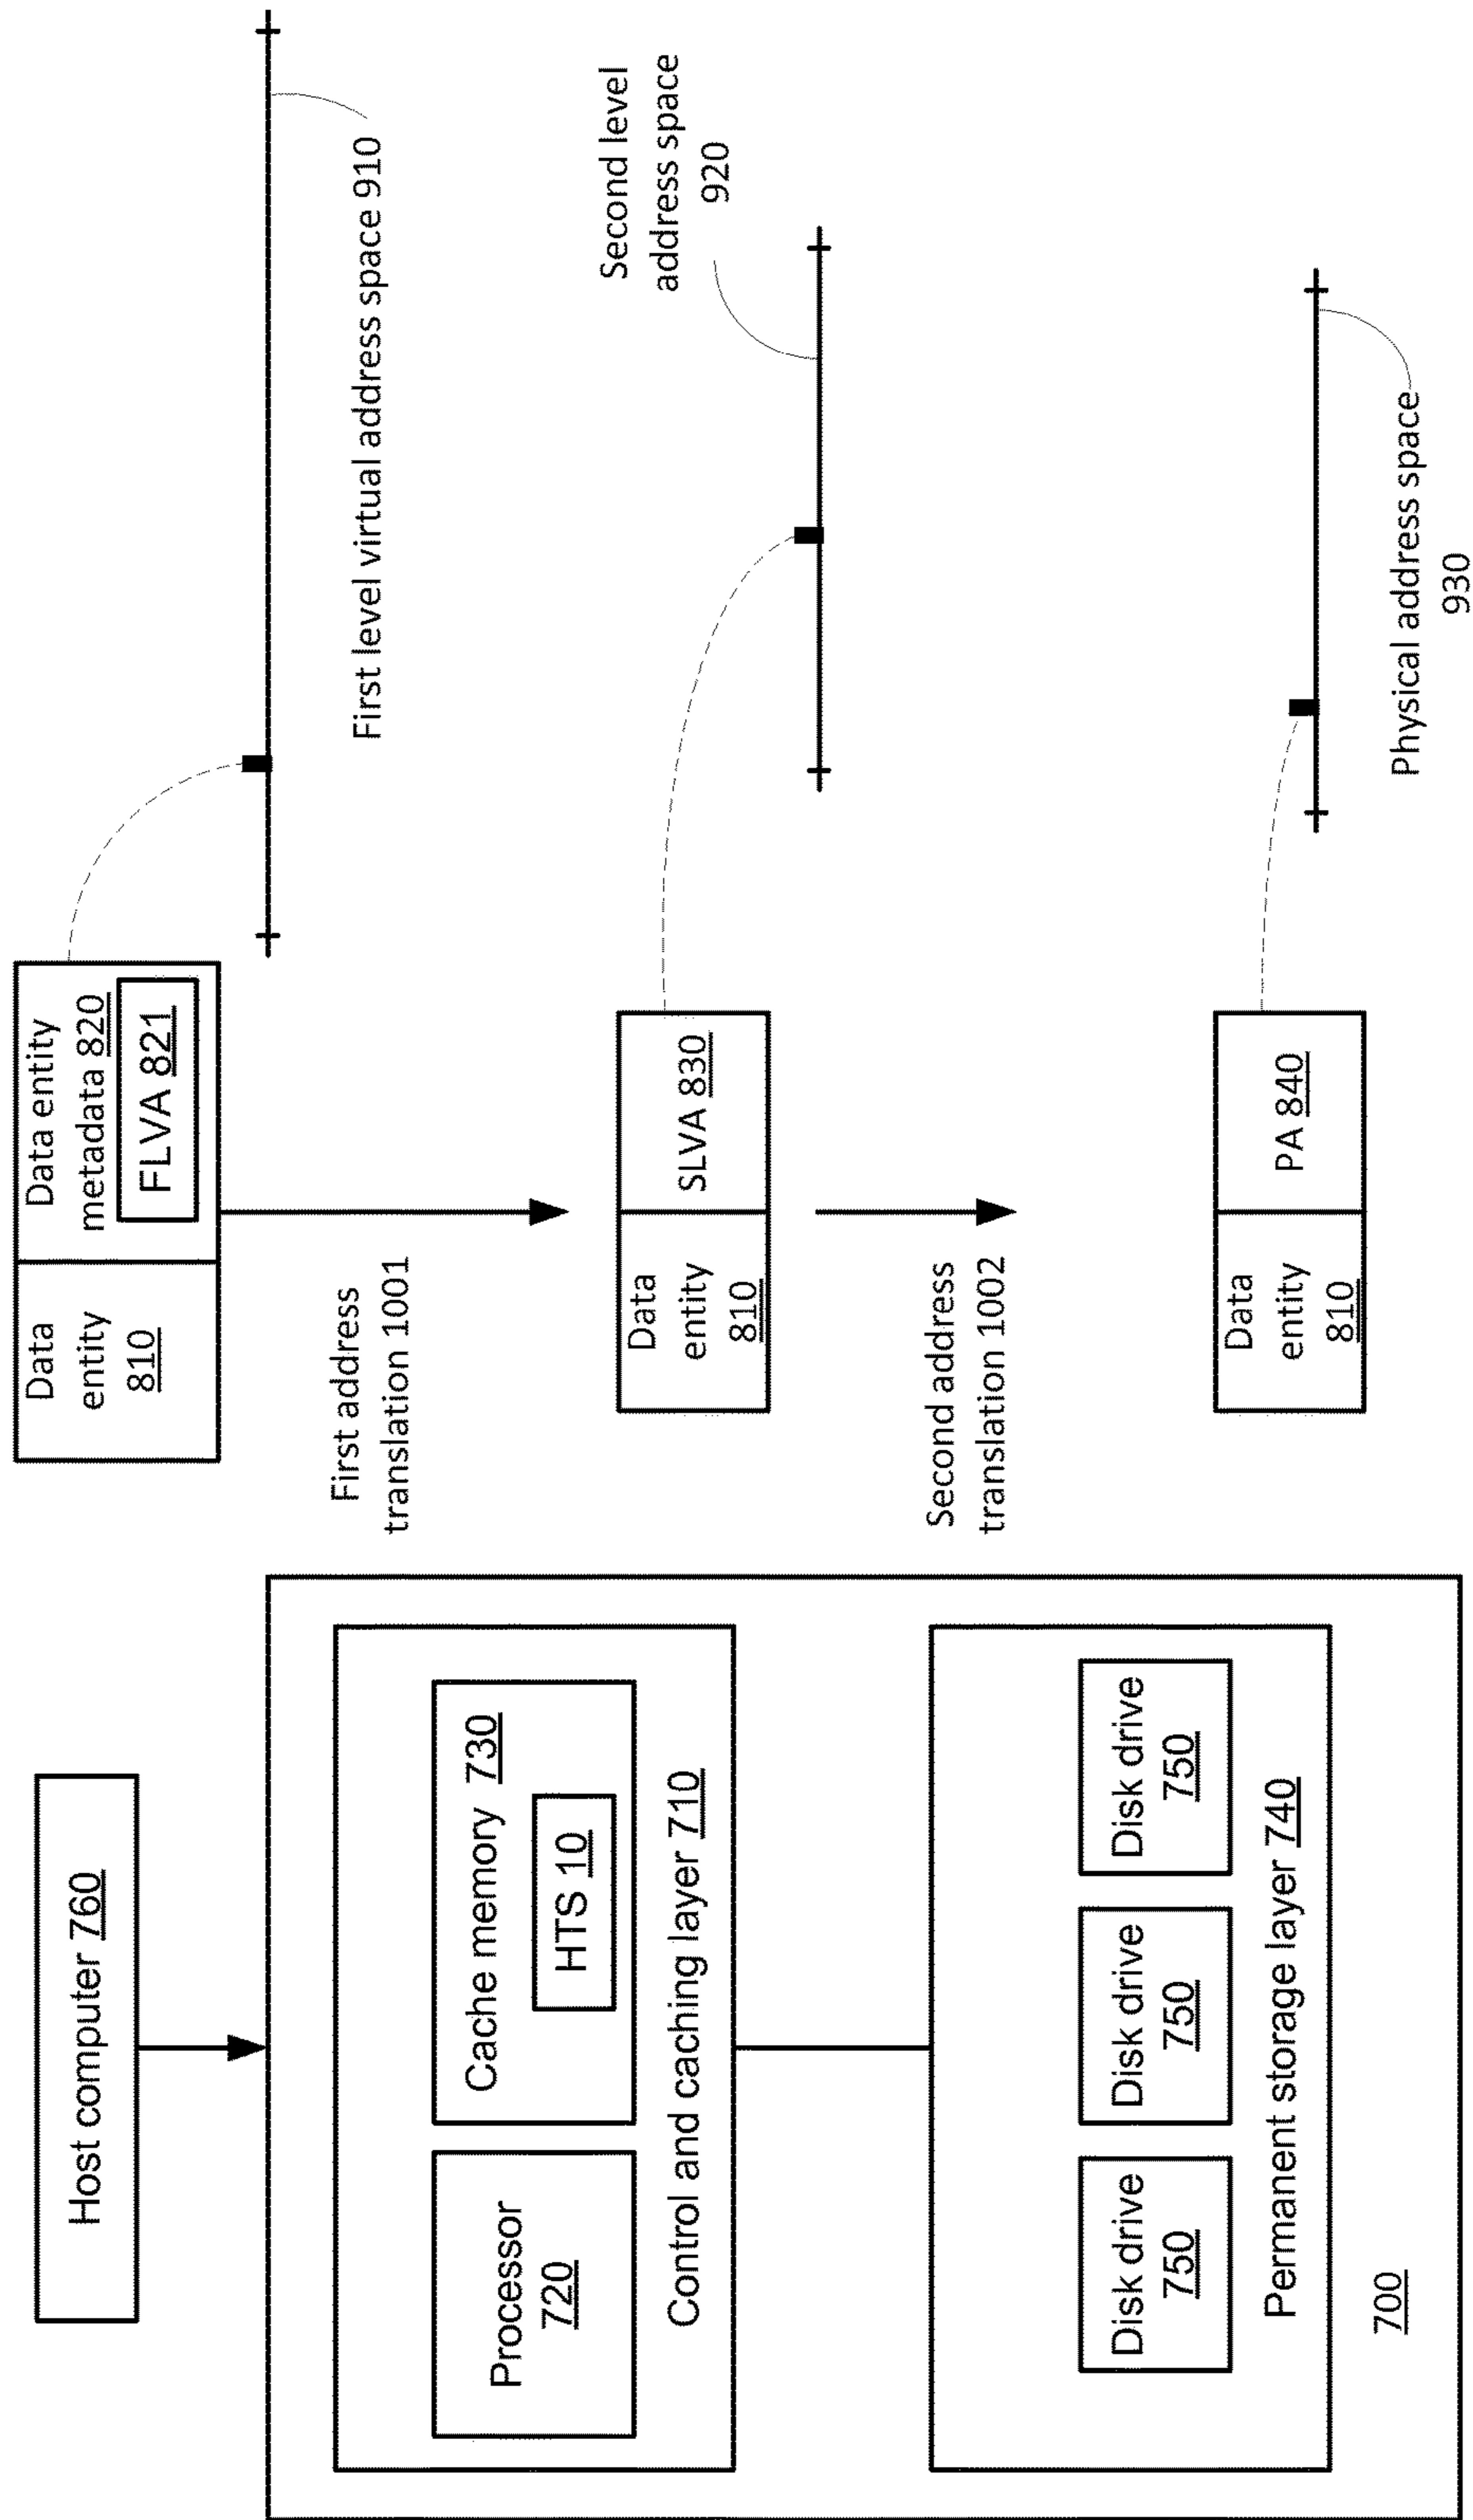 Host computer 760
Processor
720
Cache memory 730
HTS 10
Control and caching layer 710
Disk drive
750
Disk drive
750
Disk drive
750
Permanent storage layer 740
700
Data
entity
810
Data entity
metadata 820
FLVA 821
First level virtual address space 910
First address
translation 1001
Data
entity
810
SLVA 830
Second level
address space
920
Second address
translation 1002
Data
entity
810
PA 840
Physical address space
930